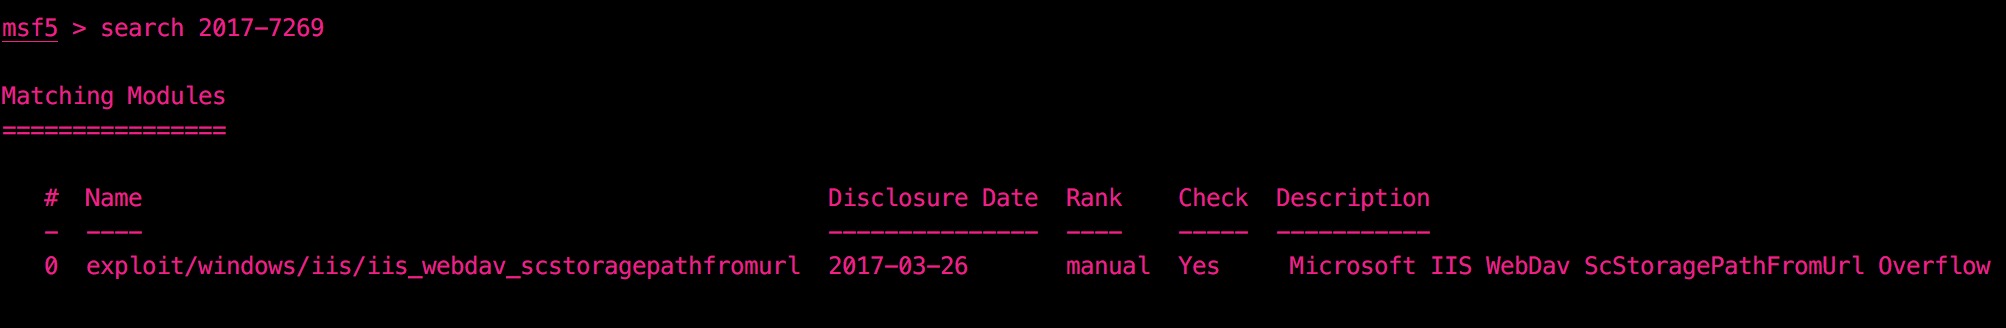 msf5 > search 2017-7269
Matching Modules
================
#  Name                                                 Disclosure Date  Rank    Check  Description
-  ----                                                 ---------------  ----    -----  -----------
0  exploit/windows/iis/iis_webdav_scstoragepathfromurl  2017-03-26       manual  Yes     Microsoft IIS WebDav ScStoragePathFromUrl Overflow